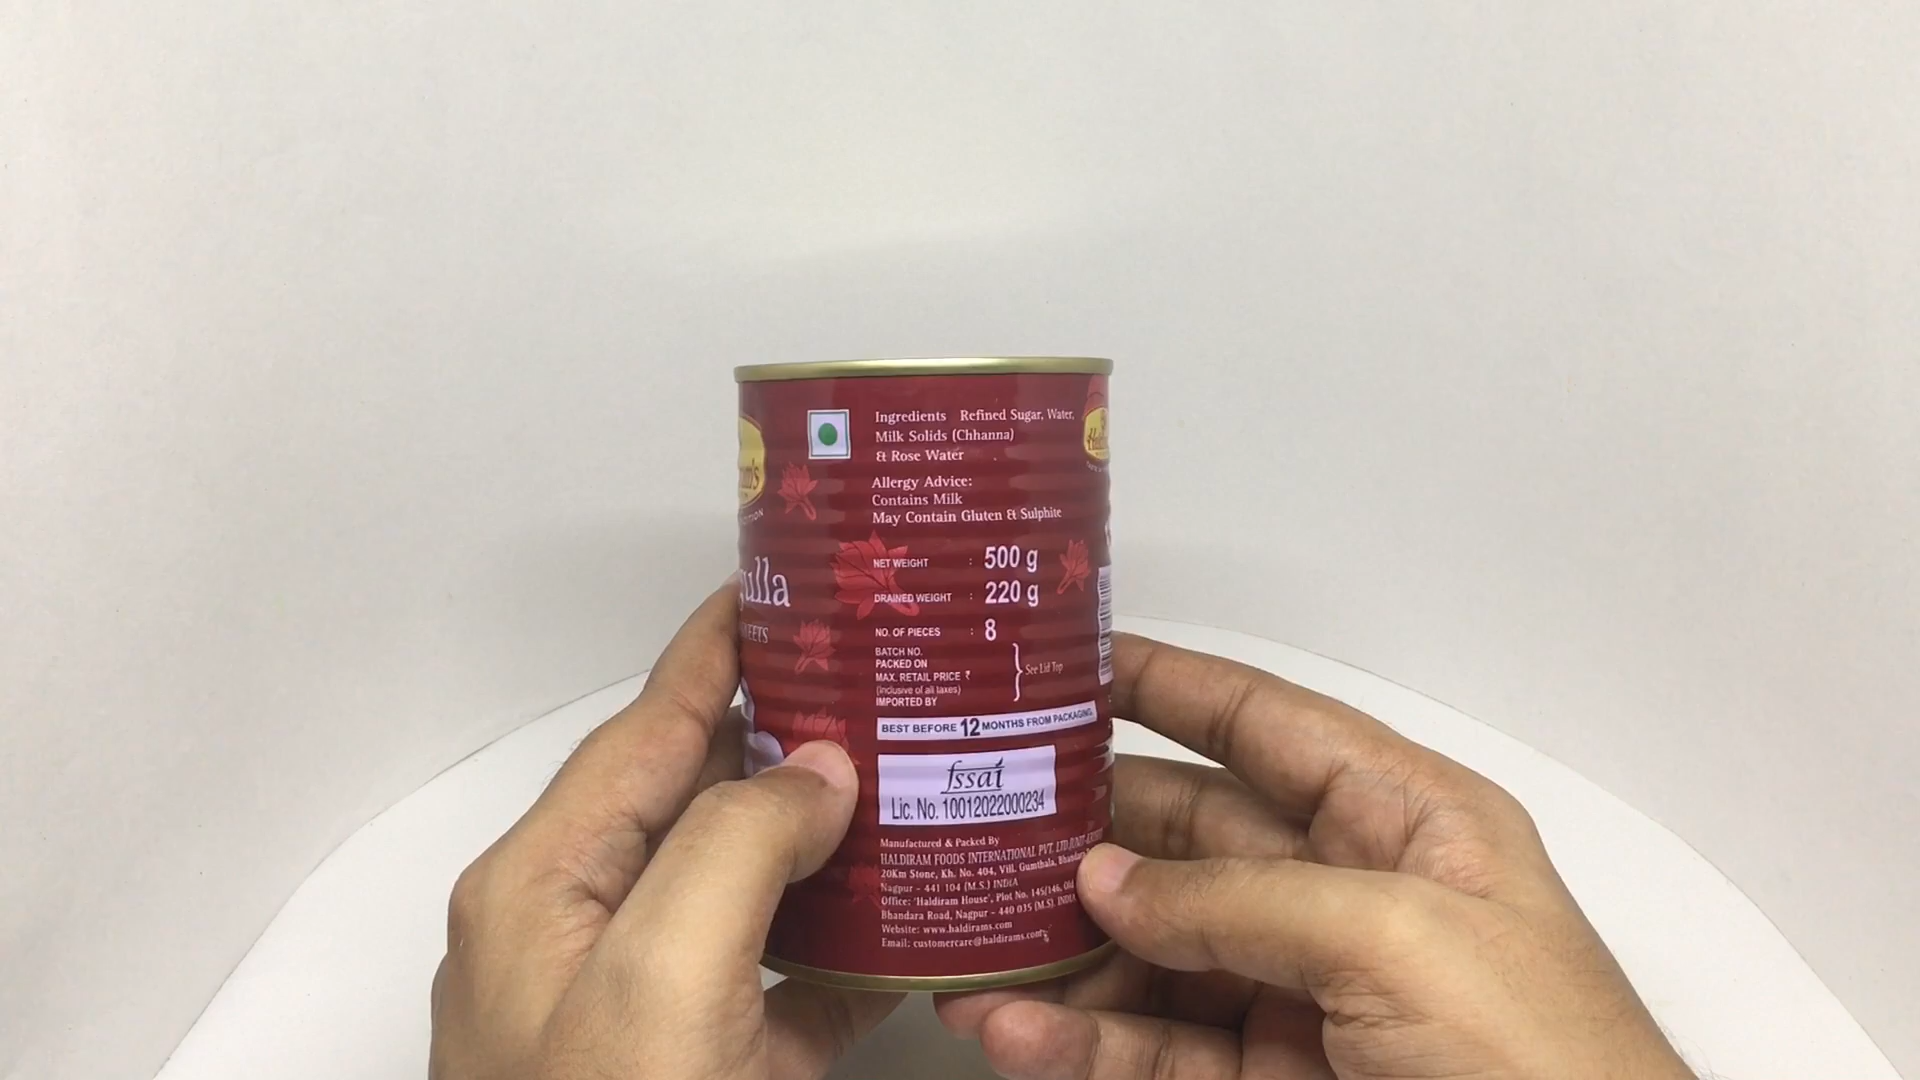 Ingredients Refined Sugar, Water,
Milk Solids (Chhanna)
& Rose Water
Allergy Advice:
Contains Milk
May Contain Gluten & Sulphite
NET WEIGHT : 500 g
DRAINED WEIGHT : 220 g
NO. OF PIECES : 8
BATCH NO.
PACKED ON
MAX. RETAIL PRICE ₹
(Inclusive of all taxes)
IMPORTED BY
See Lid Top
BEST BEFORE 12 MONTHS FROM PACKAGING.
fssai
Lic. No. 10012022000234
Manufactured & Packed By
HALDIRAM FOODS INTERNATIONAL PVT. LTD
20Km Stone, Kh. No. 404, Vill. Gumthala, Bhandara
Nagpur - 441 104 (M.S.) INDIA
Office: 'Haldiram House', Plot No. 145/146, Old
Bhandara Road, Nagpur - 440 035 (M.S). INDIA
Website: www.haldirams.com
Email: customercare@haldirams.com